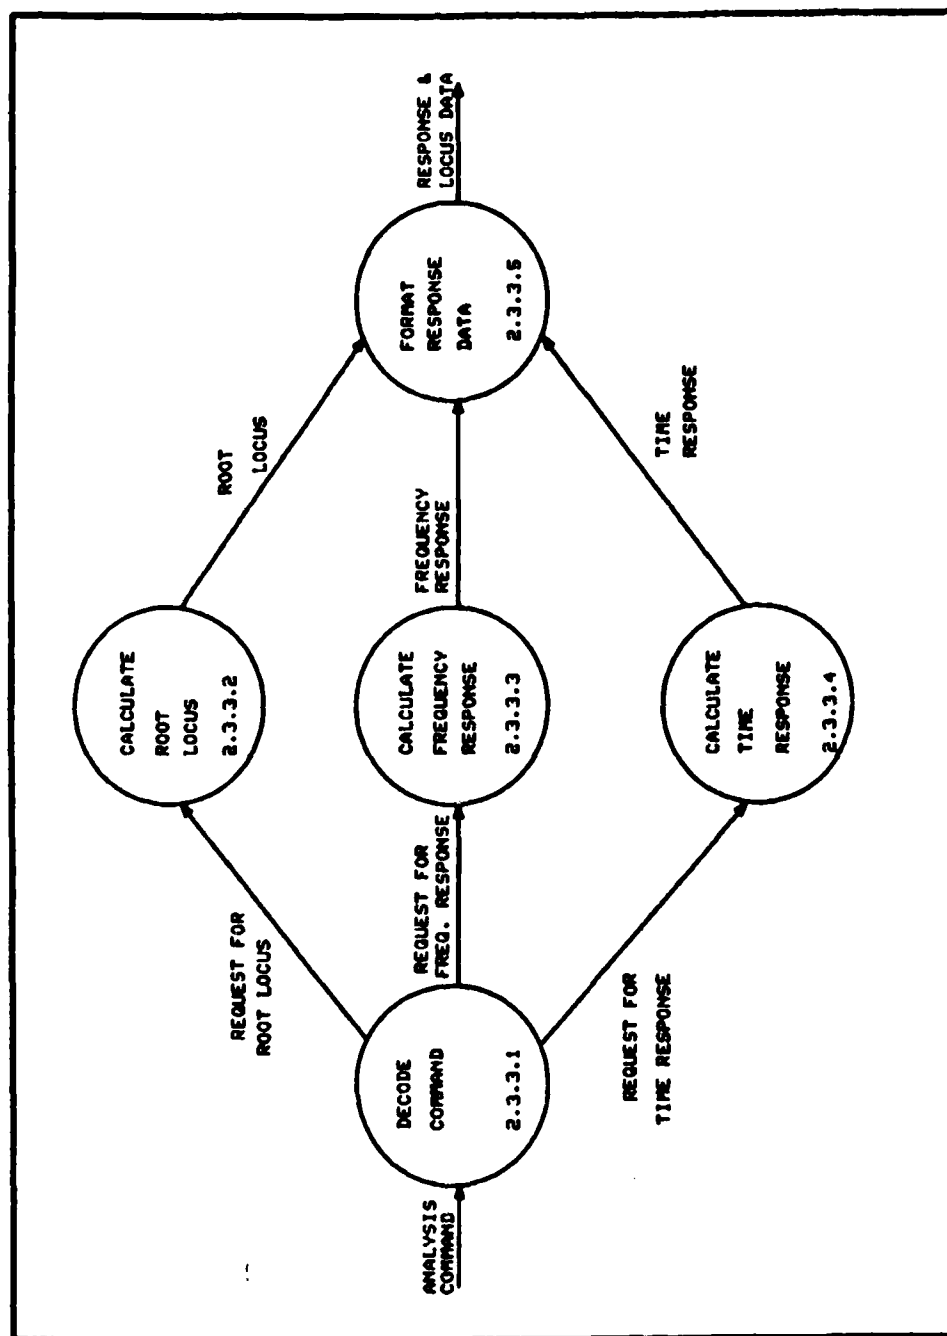 ANALYSIS
COMMAND
DECODE
COMMAND
2.3.3.1
REQUEST FOR
ROOT LOCUS
REQUEST FOR
FREQ. RESPONSE
REQUEST FOR
TIME RESPONSE
CALCULATE
ROOT
LOCUS
2.3.3.2
CALCULATE
FREQUENCY
RESPONSE
2.3.3.3
CALCULATE
TIME
RESPONSE
2.3.3.4
ROOT
LOCUS
FREQUENCY
RESPONSE
TIME
RESPONSE
FORMAT
RESPONSE
DATA
2.3.3.5
RESPONSE &
LOCUS DATA